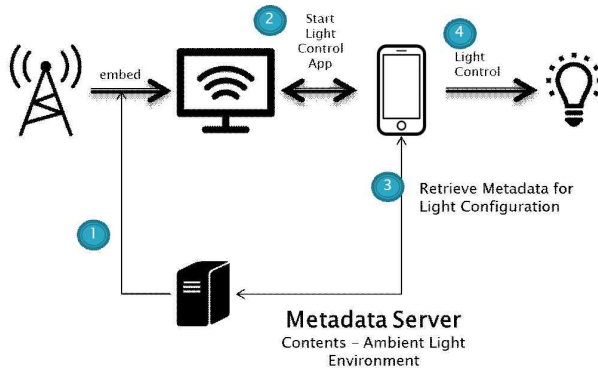 2
Start
Light
Control
App
4
Light
Control
embed
3
Retrieve Metadata for
Light Configuration
1
Metadata Server
Contents – Ambient Light
Environment